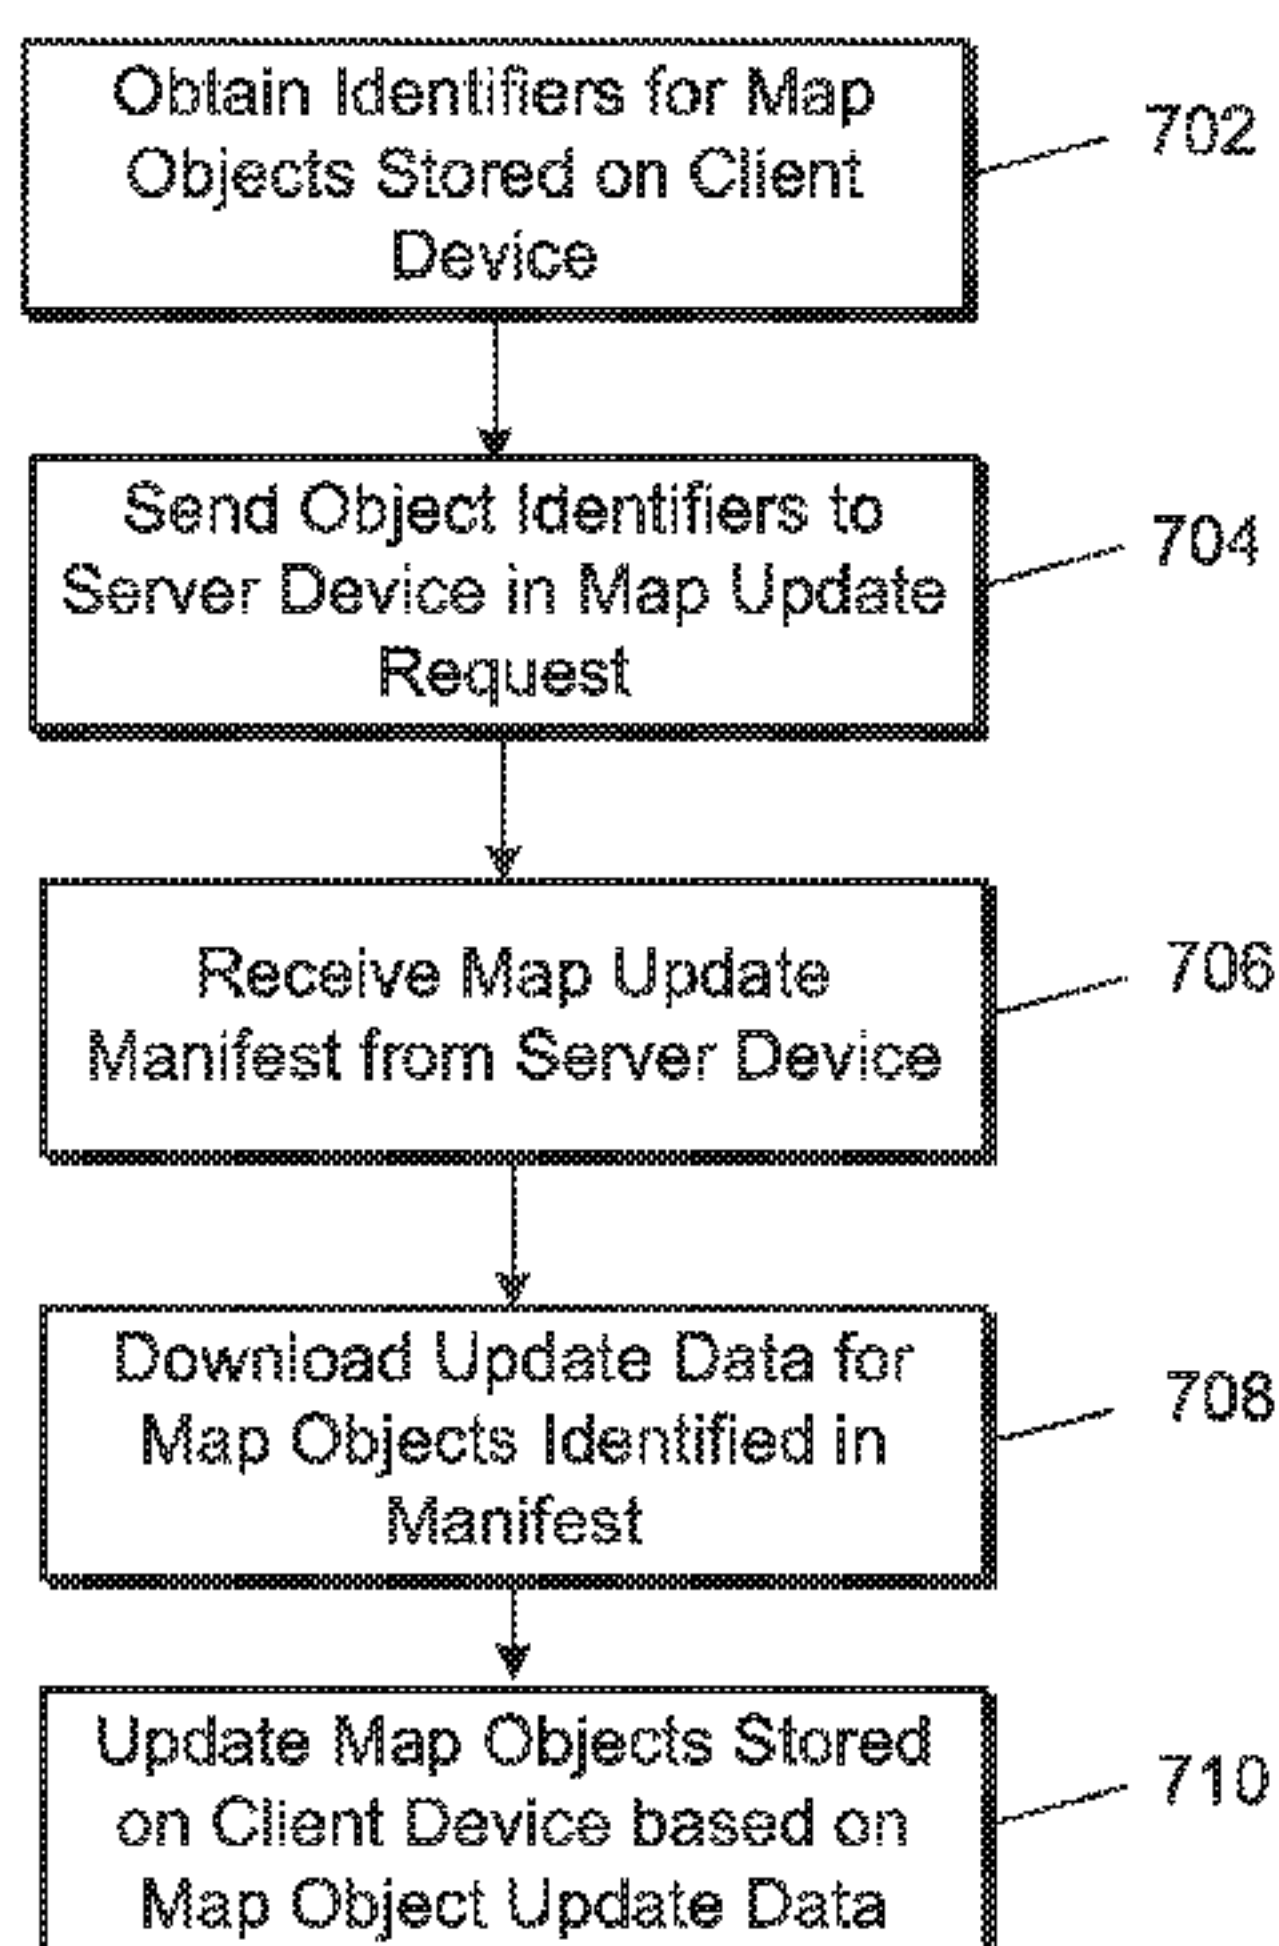 Obtain Identifiers for Map
Objects Stored on Client
Device
702
Send Object Identifiers to
Server Device in Map Update
Request
704
Receive Map Update
Manifest from Server Device
706
Download Update Data for
Map Objects Identified in
Manifest
708
Update Map Objects Stored
on Client Device based on
Map Object Update Data
710